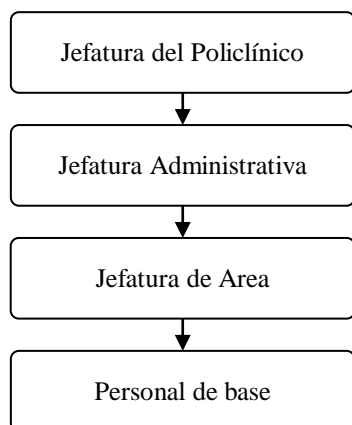 Jefatura del Policlínico
Jefatura Administrativa
Jefatura de Area
Personal de base